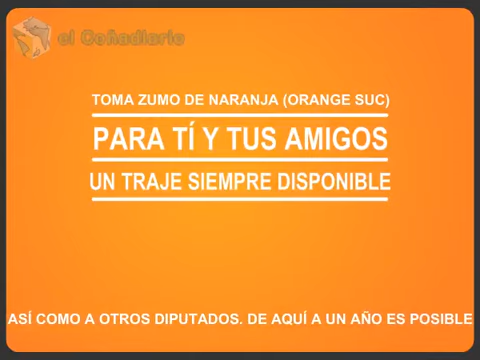 el Coñadiario
TOMA ZUMO DE NARANJA (ORANGE SUC)
PARA TÍ Y TUS AMIGOS
UN TRAJE SIEMPRE DISPONIBLE
ASÍ COMO A OTROS DIPUTADOS. DE AQUÍ A UN AÑO ES POSIBLE